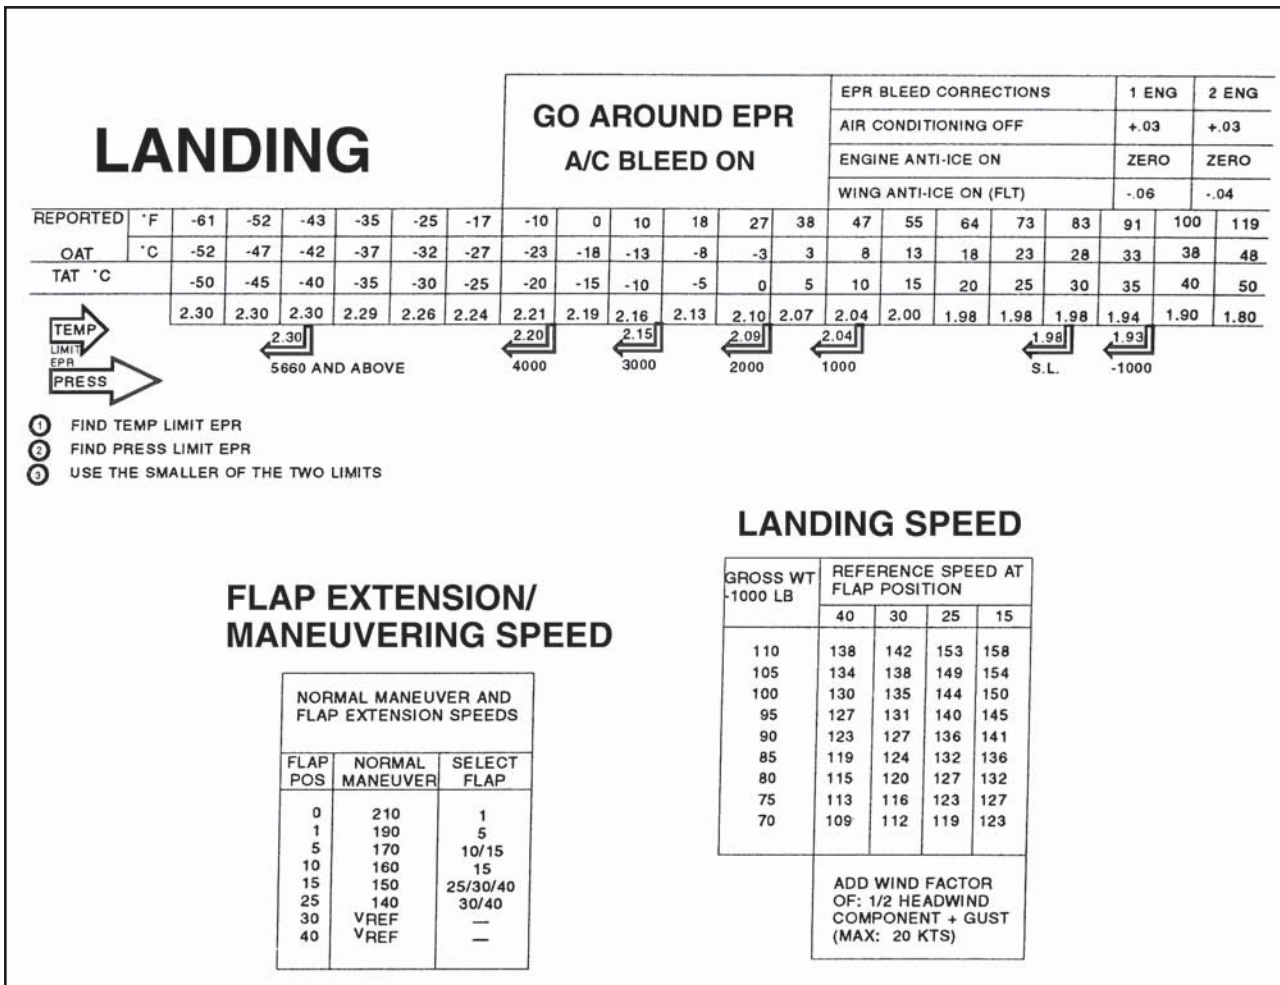 LANDING
GO AROUND EPR
A/C BLEED ON
EPR BLEED CORRECTIONS 1 ENG 2 ENG
AIR CONDITIONING OFF +.03 +.03
ENGINE ANTI-ICE ON ZERO ZERO
WING ANTI-ICE ON (FLT) -.06 -.04
REPORTED °F -61 -52 -43 -35 -25 -17 -10 0 10 18 27 38 47 55 64 73 83 91 100 119
OAT °C -52 -47 -42 -37 -32 -27 -23 -18 -13 -8 -3 3 8 13 18 23 28 33 38 48
TAT °C -50 -45 -40 -35 -30 -25 -20 -15 -10 -5 0 5 10 15 20 25 30 35 40 50
TEMP 2.30 2.30 2.30 2.29 2.26 2.24 2.21 2.19 2.16 2.13 2.10 2.07 2.04 2.00 1.98 1.98 1.98 1.94 1.90 1.80
LIMIT
EPR
PRESS
2.30 2.20 2.15 2.09 2.04 1.98 1.93
5660 AND ABOVE 4000 3000 2000 1000 S.L. -1000
1 FIND TEMP LIMIT EPR
2 FIND PRESS LIMIT EPR
3 USE THE SMALLER OF THE TWO LIMITS
FLAP EXTENSION/
MANEUVERING SPEED
NORMAL MANEUVER AND
FLAP EXTENSION SPEEDS
FLAP NORMAL SELECT
POS MANEUVER FLAP
0 210 1
1 190 5
5 170 10/15
10 160 15
15 150 25/30/40
25 140 30/40
30 VREF —
40 VREF —
LANDING SPEED
GROSS WT REFERENCE SPEED AT
-1000 LB FLAP POSITION
40 30 25 15
110 138 142 153 158
105 134 138 149 154
100 130 135 144 150
95 127 131 140 145
90 123 127 136 141
85 119 124 132 136
80 115 120 127 132
75 113 116 123 127
70 109 112 119 123
ADD WIND FACTOR
OF: 1/2 HEADWIND
COMPONENT + GUST
(MAX: 20 KTS)